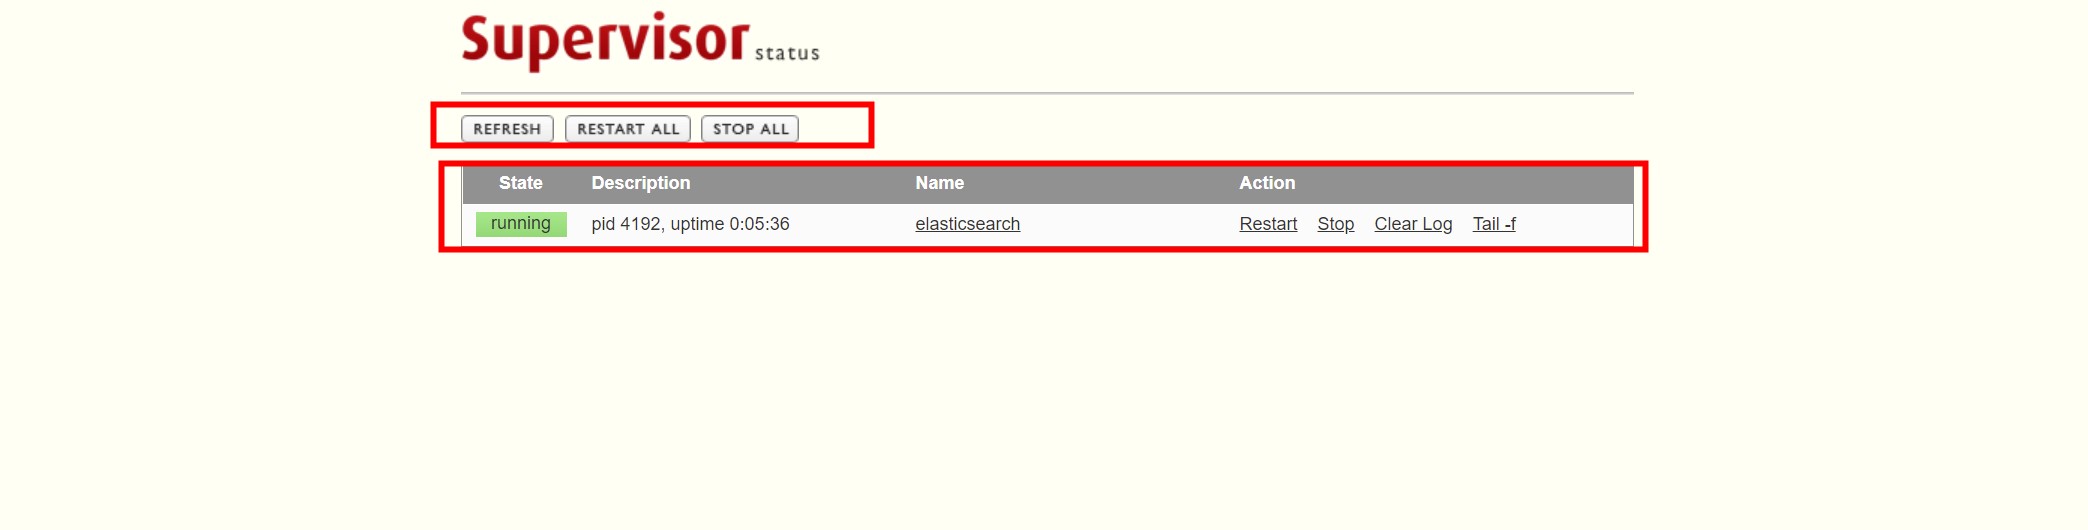 Supervisor status
REFRESH RESTART ALL STOP ALL
State Description Name Action
running pid 4192, uptime 0:05:36 elasticsearch Restart Stop Clear Log Tail -f